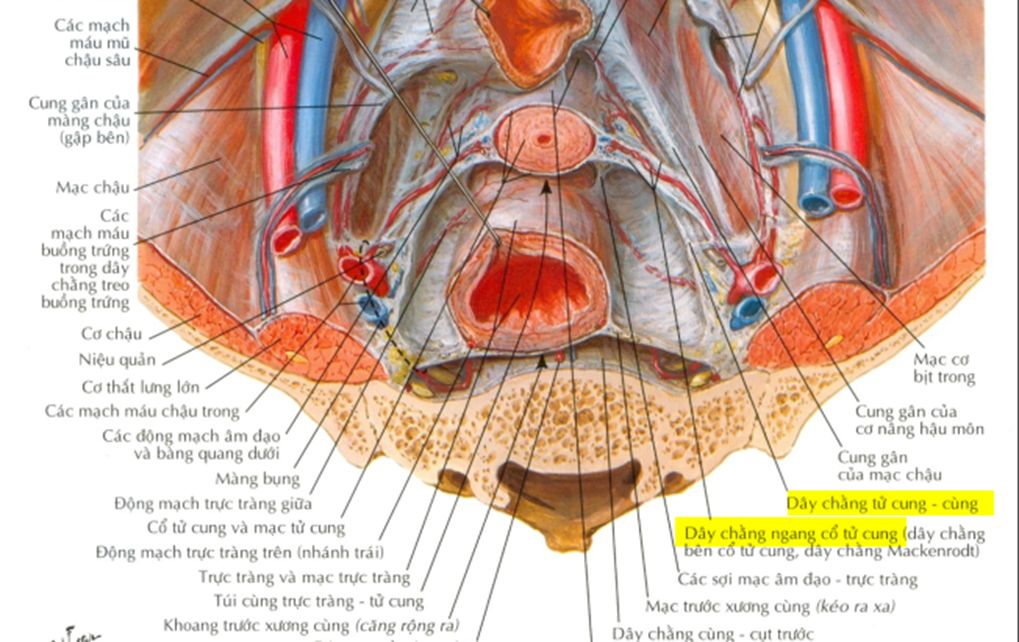 Các mạch
máu mũ
chậu sâu
Cung gân của
màng chậu
(gập bên)
Mạc chậu
Các
mạch máu
buồng trứng
trong dây
chằng treo
buồng trứng
Cơ chậu
Niệu quản
Cơ thắt lưng lớn
Các mạch máu chậu trong
Các động mạch âm đạo
và bàng quang dưới
Màng bụng
Động mạch trực tràng giữa
Cổ tử cung và mạc tử cung
Động mạch trực tràng trên (nhánh trái)
Trực tràng và mạc trực tràng
Túi cùng trực tràng - tử cung
Khoang trước xương cùng (căng rộng ra)
Mạc cơ
bịt trong
Cung gân của
cơ nâng hậu môn
Cung gân
của mạc chậu
Dây chằng tử cung - cùng
Dây chằng ngang cổ tử cung (dây chằng
bên cổ tử cung, dây chằng Mackenrodt)
Các sợi mạc âm đạo - trực tràng
Mạc trước xương cùng (kéo ra xa)
Dây chằng cùng - cụt trước